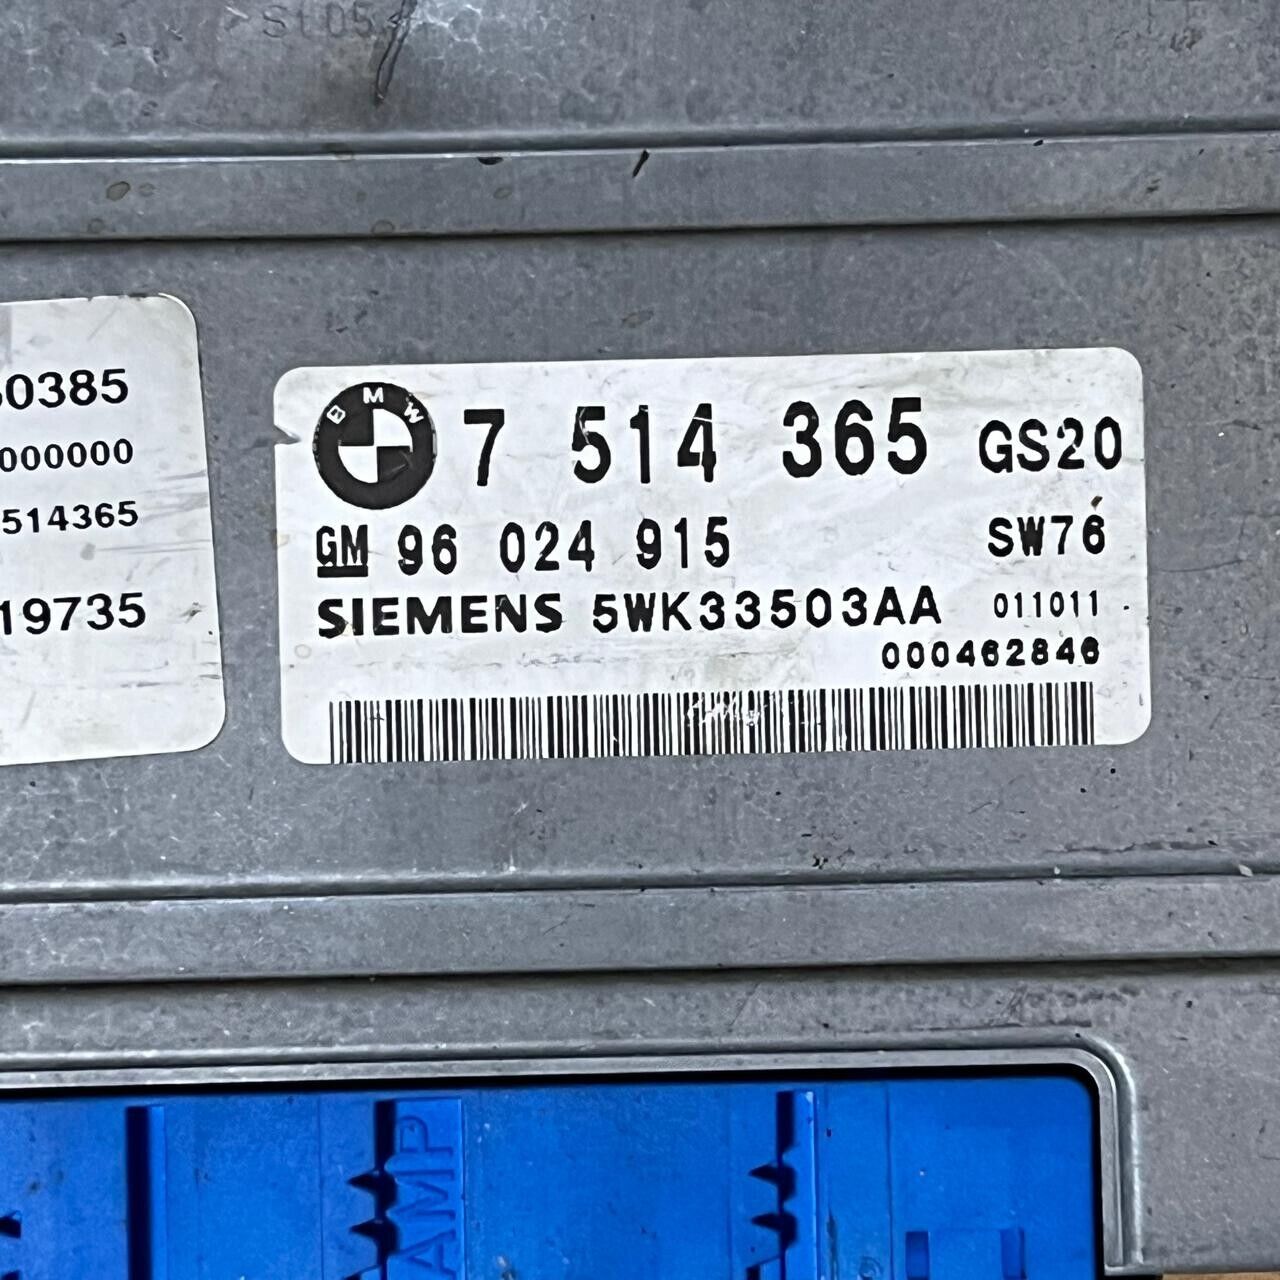 St05
0385
000000
514365
19735
BMW 7 514 365 GS20
GM 96 024 915 SW76
SIEMENS 5WK33503AA 011011
000462846
AMP